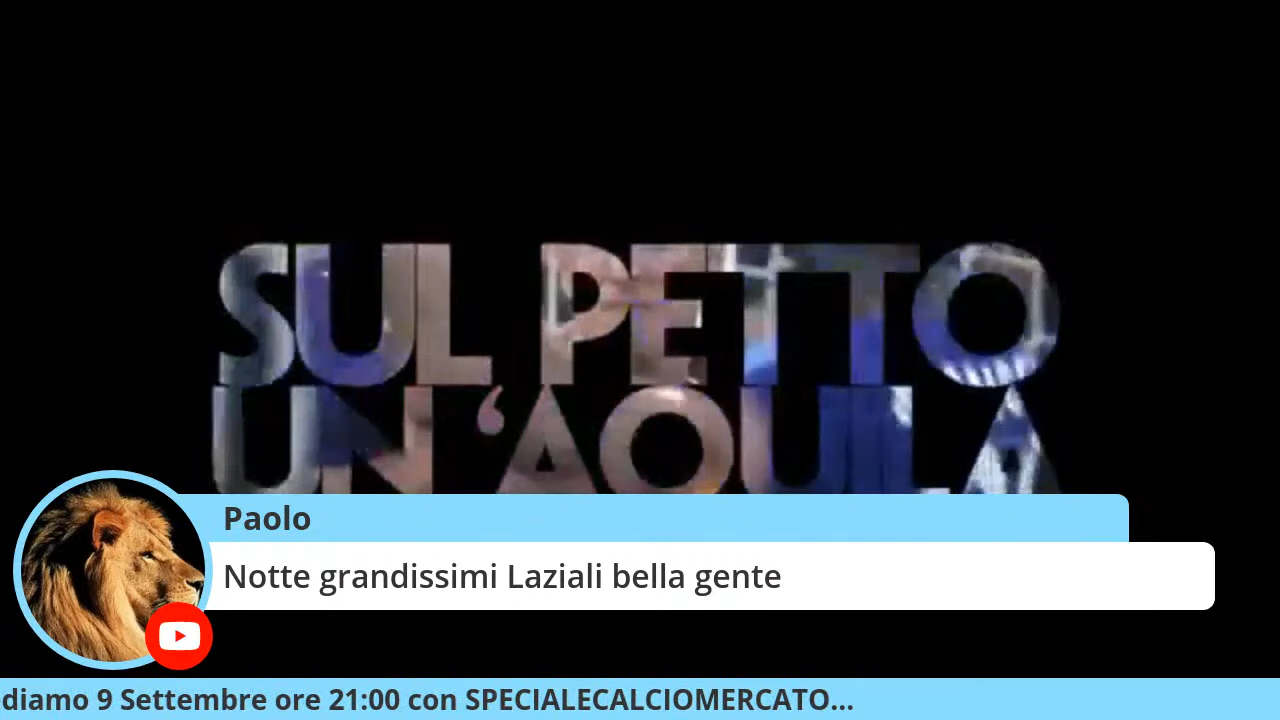 SUL PETTO
UN 'AQUILA
Paolo
Notte grandissimi Laziali bella gente
diamo 9 Settembre ore 21:00 con SPECIALECALCIOMERCATO...